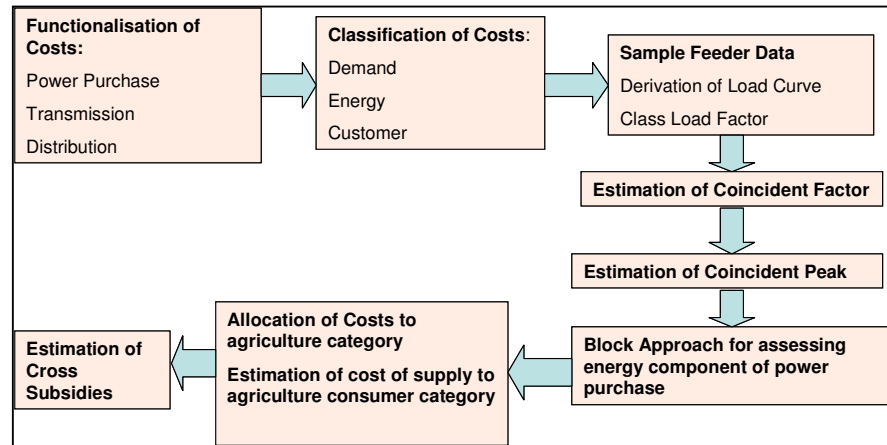 Functionalisation of
Costs:
Power Purchase
Transmission
Distribution
Classification of Costs:
Demand
Energy
Customer
Sample Feeder Data
Derivation of Load Curve
Class Load Factor
Estimation of Coincident Factor
Estimation of Coincident Peak
Block Approach for assessing
energy component of power
purchase
Allocation of Costs to
agriculture category
Estimation of cost of supply to
agriculture consumer category
Estimation of
Cross
Subsidies